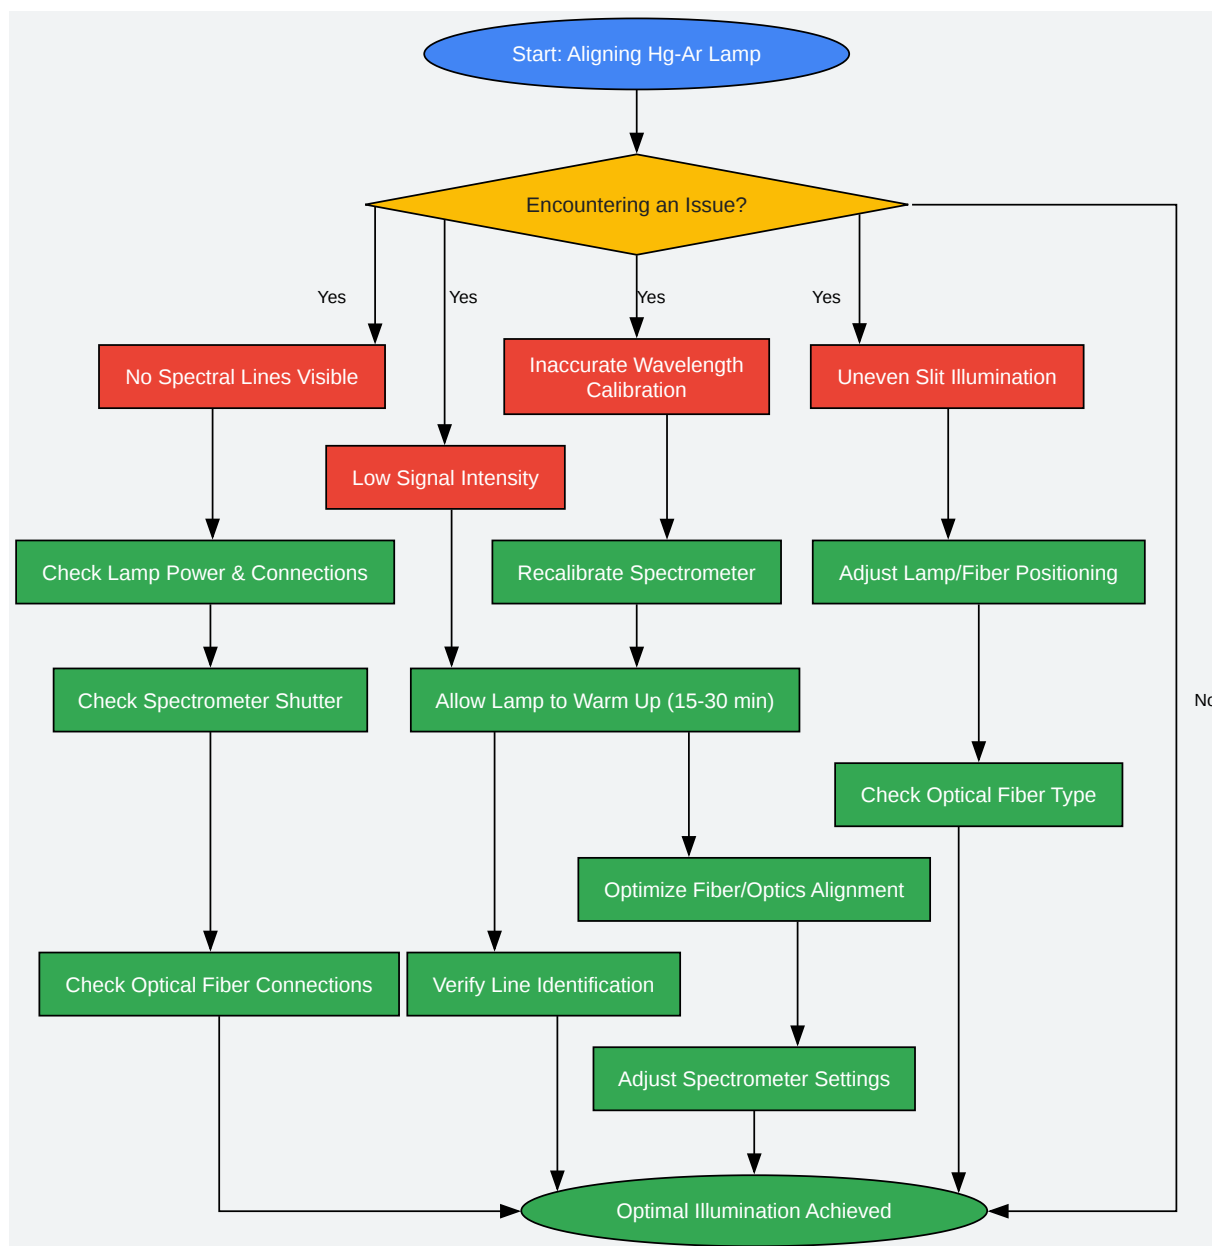 Start: Aligning Hg-Ar Lamp
Encountering an Issue?
Yes
Yes
Yes
Yes
No Spectral Lines Visible
Inaccurate Wavelength
Calibration
Uneven Slit Illumination
Low Signal Intensity
Check Lamp Power & Connections
Recalibrate Spectrometer
Adjust Lamp/Fiber Positioning
Check Spectrometer Shutter
Allow Lamp to Warm Up (15-30 min)
No
Check Optical Fiber Type
Optimize Fiber/Optics Alignment
Check Optical Fiber Connections
Verify Line Identification
Adjust Spectrometer Settings
Optimal Illumination Achieved